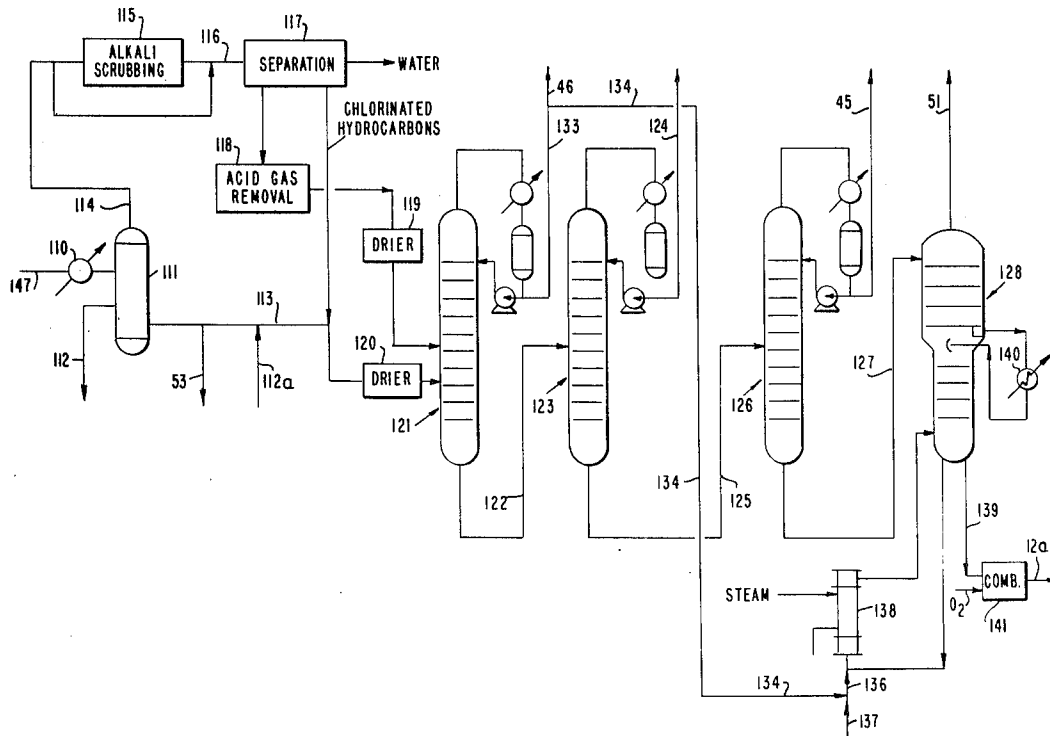 115
116
117
ALKALI
SCRUBBING
SEPARATION
WATER
CHLORINATED
HYDROCARBONS
118
ACID GAS
REMOVAL
119
DRIER
114
110
147
111
112
53
113
112a
120
DRIER
121
122
46
134
133
124
123
134
125
45
126
127
51
128
140
139
12a
COMB.
O2
141
STEAM
138
134
136
137